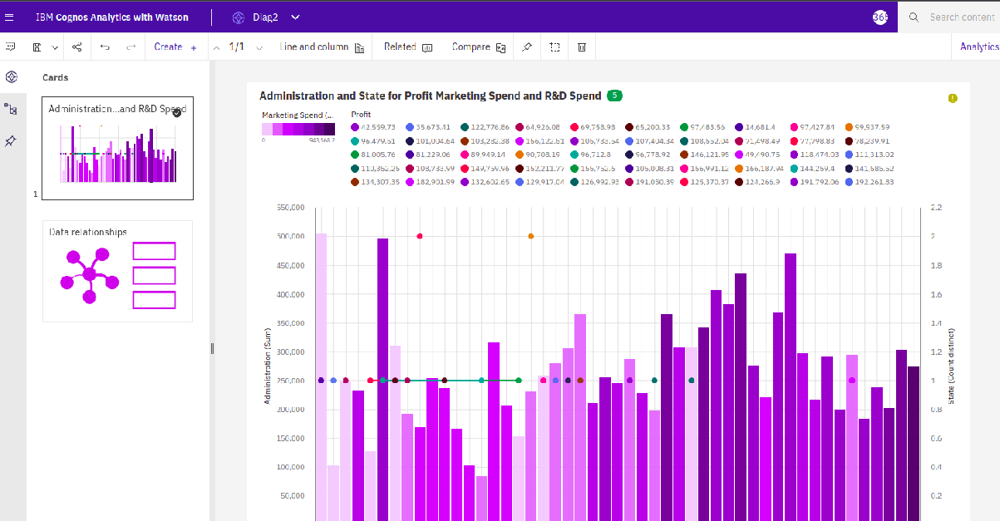 IBM Cognos Analytics with Watson
Diag2
Search content
Create +
1/1
Line and column
Related
Compare
Analytics
Cards
Administration...and R&D Spend
1
Data relationships
Administration and State for Profit Marketing Spend and R&D Spend 5
Marketing Spend (...
0 943,568.2
Profit
42,559.73 35,673.41 122,776.86 64,926.08 69,758.98 65,200.33 97,483.56 14,681.4 97,427.84 99,937.59
96,479.51 101,004.64 103,282.38 156,122.51 105,733.54 107,404.34 108,552.04 71,498.49 77,798.83 78,239.91
81,005.76 81,229.06 89,949.14 90,708.19 96,712.8 96,778.92 146,121.95 49,490.75 118,474.03 111,313.02
110,352.25 108,733.99 149,759.96 152,211.77 155,752.6 105,008.31 156,991.12 166,187.94 144,259.4 141,585.52
134,307.35 182,901.99 132,602.65 129,917.04 126,992.93 191,050.39 125,370.37 124,266.9 191,792.06 192,261.83
550,000
500,000
450,000
400,000
350,000
300,000
250,000
200,000
150,000
100,000
50,000
Administration (Sum)
2.2
2
1.8
1.6
1.4
1.2
1
0.8
0.6
0.4
0.2
State (Count distinct)